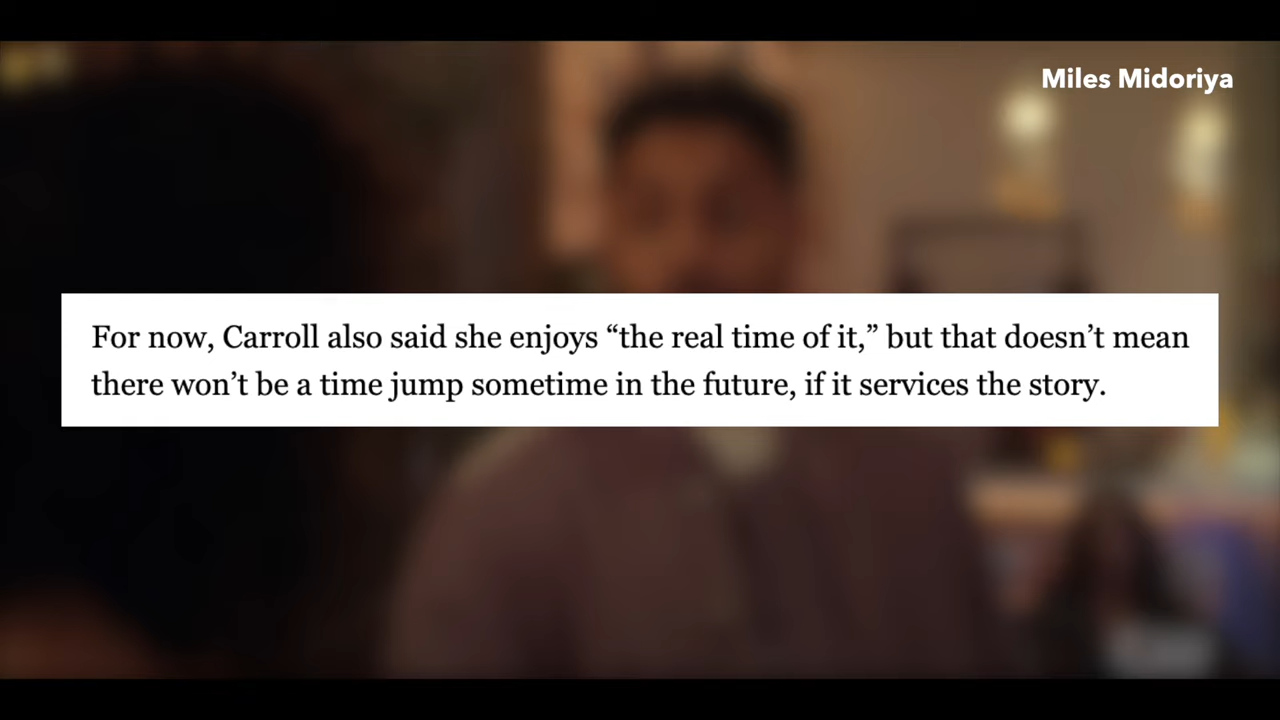 Miles Midoriya
For now, Carroll also said she enjoys “the real time of it,” but that doesn’t mean
there won’t be a time jump sometime in the future, if it services the story.